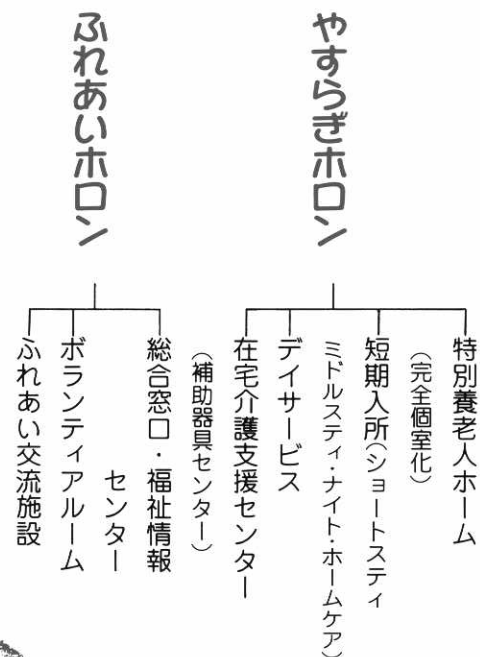 やすらぎホロン
特別養老人ホーム
(完全個室化)
短期入所(ショートスティ
ミドルスティ・ナイト・ホームケア)
デイサービス
在宅介護支援センター
(補助器具センター)
ふれあいホロン
総合窓口・福祉情報
センター
ボランティアルーム
ふれあい交流施設